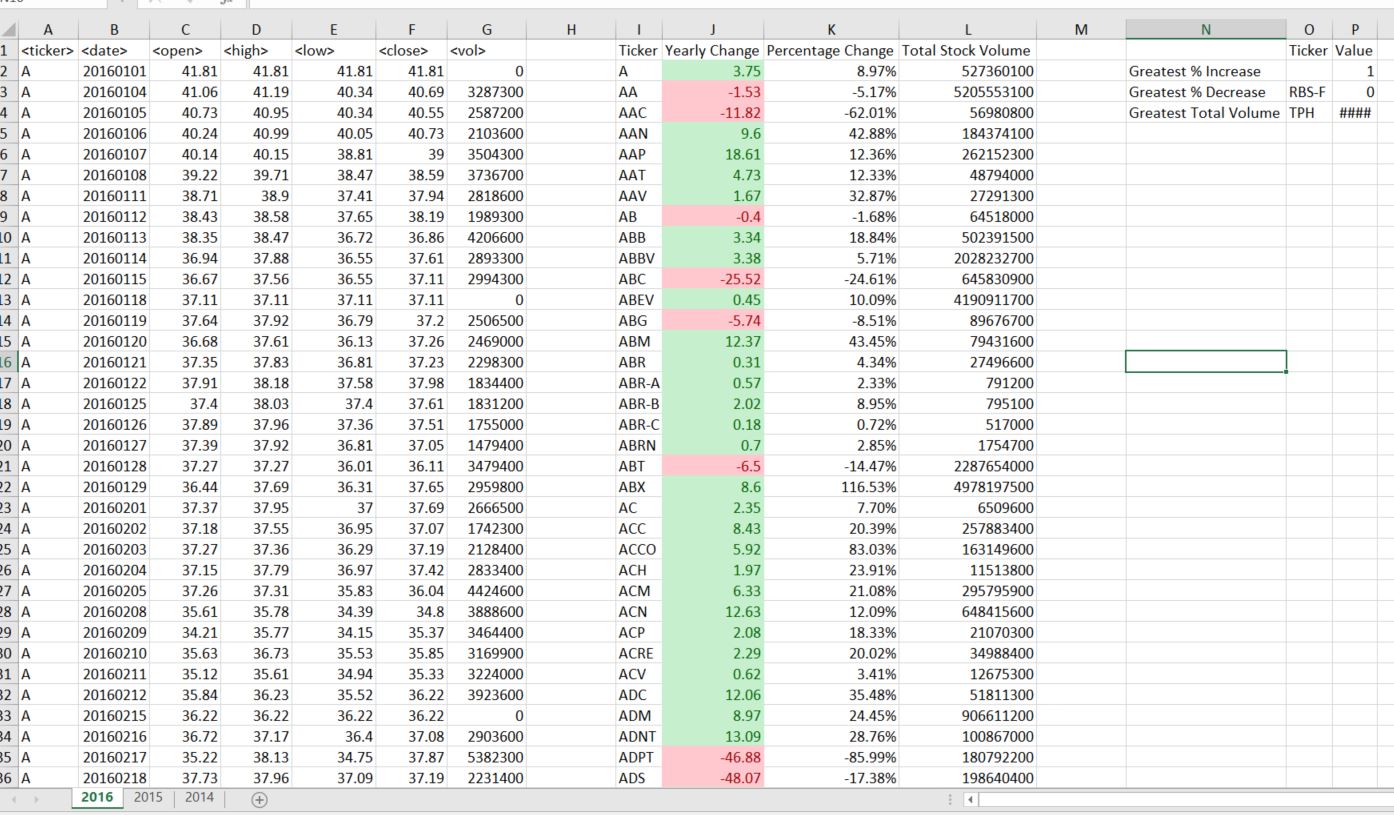 A B C D E F G H I J K L M N O P
1 <ticker> <date> <open> <high> <low> <close> <vol> Ticker Yearly Change Percentage Change Total Stock Volume Ticker Value
2 A 20160101 41.81 41.81 41.81 41.81 0 A 3.75 8.97% 527360100 Greatest % Increase 1
3 A 20160104 41.06 41.19 40.34 40.69 3287300 AA -1.53 -5.17% 5205553100 Greatest % Decrease RBS-F 0
4 A 20160105 40.73 40.95 40.34 40.55 2587200 AAC -11.82 -62.01% 56980800 Greatest Total Volume TPH ####
5 A 20160106 40.24 40.99 40.05 40.73 2103600 AAN 9.6 42.88% 184374100
6 A 20160107 40.14 40.15 38.81 39 3504300 AAP 18.61 12.36% 262152300
7 A 20160108 39.22 39.71 38.47 38.59 3736700 AAT 4.73 12.33% 48794000
8 A 20160111 38.71 38.9 37.41 37.94 2818600 AAV 1.67 32.87% 27291300
9 A 20160112 38.43 38.58 37.65 38.19 1989300 AB -0.4 -1.68% 64518000
10 A 20160113 38.35 38.47 36.72 36.86 4206600 ABB 3.34 18.84% 502391500
11 A 20160114 36.94 37.88 36.55 37.61 2893300 ABBV 3.38 5.71% 2028232700
12 A 20160115 36.67 37.56 36.55 37.11 2994300 ABC -25.52 -24.61% 645830900
13 A 20160118 37.11 37.11 37.11 37.11 0 ABEV 0.45 10.09% 4190911700
14 A 20160119 37.64 37.92 36.79 37.2 2506500 ABG -5.74 -8.51% 89676700
15 A 20160120 36.68 37.61 36.13 37.26 2469000 ABM 12.37 43.45% 79431600
16 A 20160121 37.35 37.83 36.81 37.23 2298300 ABR 0.31 4.34% 27496600
17 A 20160122 37.91 38.18 37.58 37.98 1834400 ABR-A 0.57 2.33% 791200
18 A 20160125 37.4 38.03 37.4 37.61 1831200 ABR-B 2.02 8.95% 795100
19 A 20160126 37.89 37.96 37.36 37.51 1755000 ABR-C 0.18 0.72% 517000
20 A 20160127 37.39 37.92 36.81 37.05 1479400 ABRN 0.7 2.85% 1754700
21 A 20160128 37.27 37.27 36.01 36.11 3479400 ABT -6.5 -14.47% 2287654000
22 A 20160129 36.44 37.69 36.31 37.65 2959800 ABX 8.6 116.53% 4978197500
23 A 20160201 37.37 37.95 37 37.69 2666500 AC 2.35 7.70% 6509600
24 A 20160202 37.18 37.55 36.95 37.07 1742300 ACC 8.43 20.39% 257883400
25 A 20160203 37.27 37.36 36.29 37.19 2128400 ACCO 5.92 83.03% 163149600
26 A 20160204 37.15 37.79 36.97 37.42 2833400 ACH 1.97 23.91% 11513800
27 A 20160205 37.26 37.31 35.83 36.04 4424600 ACM 6.33 21.08% 295795900
28 A 20160208 35.61 35.78 34.39 34.8 3888600 ACN 12.63 12.09% 648415600
29 A 20160209 34.21 35.77 34.15 35.37 3464400 ACP 2.08 18.33% 21070300
30 A 20160210 35.63 36.73 35.53 35.85 3169900 ACRE 2.29 20.02% 34988400
31 A 20160211 35.12 35.61 34.94 35.33 3224000 ACV 0.62 3.41% 12675300
32 A 20160212 35.84 36.23 35.52 36.22 3923600 ADC 12.06 35.48% 51811300
33 A 20160215 36.22 36.22 36.22 36.22 0 ADM 8.97 24.45% 906611200
34 A 20160216 36.72 37.17 36.4 37.08 2903600 ADNT 13.09 28.76% 100867000
35 A 20160217 35.22 38.13 34.75 37.87 5382300 ADPT -46.88 -85.99% 180792200
36 A 20160218 37.73 37.96 37.09 37.19 2231400 ADS -48.07 -17.38% 198640400
2016 2015 2014